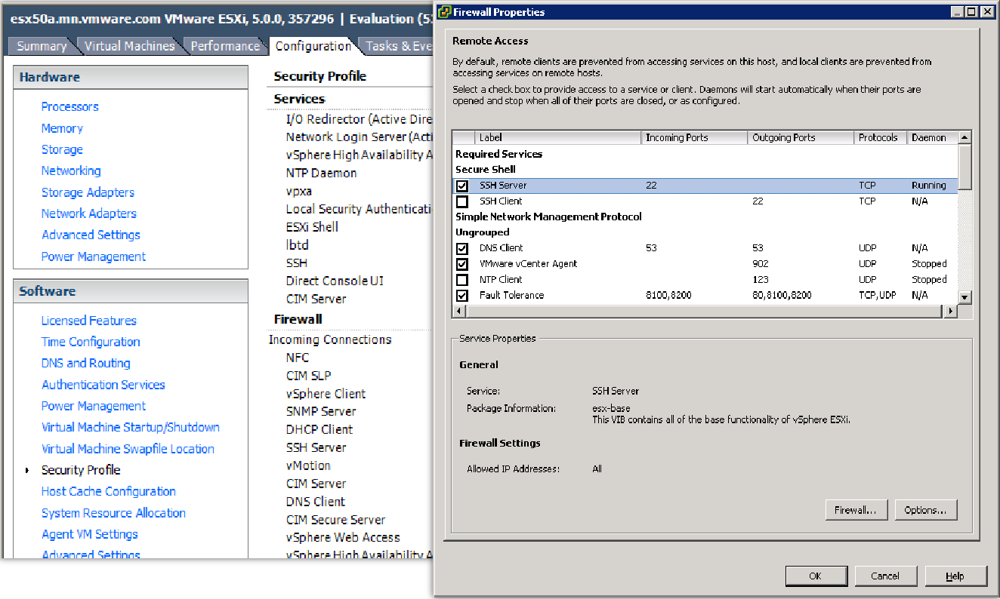 esx50a.mn.vmware.com VMware ESXi, 5.0.0, 357296 | Evaluation (5
Summary Virtual Machines Performance Configuration Tasks & Eve
Hardware
Processors
Memory
Storage
Networking
Storage Adapters
Network Adapters
Advanced Settings
Power Management
Software
Licensed Features
Time Configuration
DNS and Routing
Authentication Services
Power Management
Virtual Machine Startup/Shutdown
Virtual Machine Swapfile Location
Security Profile
Host Cache Configuration
System Resource Allocation
Agent VM Settings
Advanced Settings
Security Profile
Services
I/O Redirector (Active Dire
Network Login Server (Acti
vSphere High Availability A
NTP Daemon
vpxa
Local Security Authenticati
ESXi Shell
lbtd
SSH
Direct Console UI
CIM Server
Firewall
Incoming Connections
NFC
CIM SLP
vSphere Client
SNMP Server
DHCP Client
SSH Server
vMotion
CIM Server
DNS Client
CIM Secure Server
vSphere Web Access
vSphere High Availability A
Firewall Properties
Remote Access
By default, remote clients are prevented from accessing services on this host, and local clients are prevented from
accessing services on remote hosts.
Select a check box to provide access to a service or client. Daemons will start automatically when their ports are
opened and stop when all of their ports are closed, or as configured.
Label Incoming Ports Outgoing Ports Protocols Daemon
Required Services
Secure Shell
SSH Server 22 TCP Running
SSH Client 22 TCP N/A
Simple Network Management Protocol
Ungrouped
DNS Client 53 53 UDP N/A
VMware vCenter Agent 902 UDP Stopped
NTP Client 123 UDP Stopped
Fault Tolerance 8100,8200 80,8100,8200 TCP,UDP N/A
Service Properties
General
Service: SSH Server
Package Information: esx-base
This VIB contains all of the base functionality of vSphere ESXi.
Firewall Settings
Allowed IP Addresses: All
Firewall... Options...
OK Cancel Help